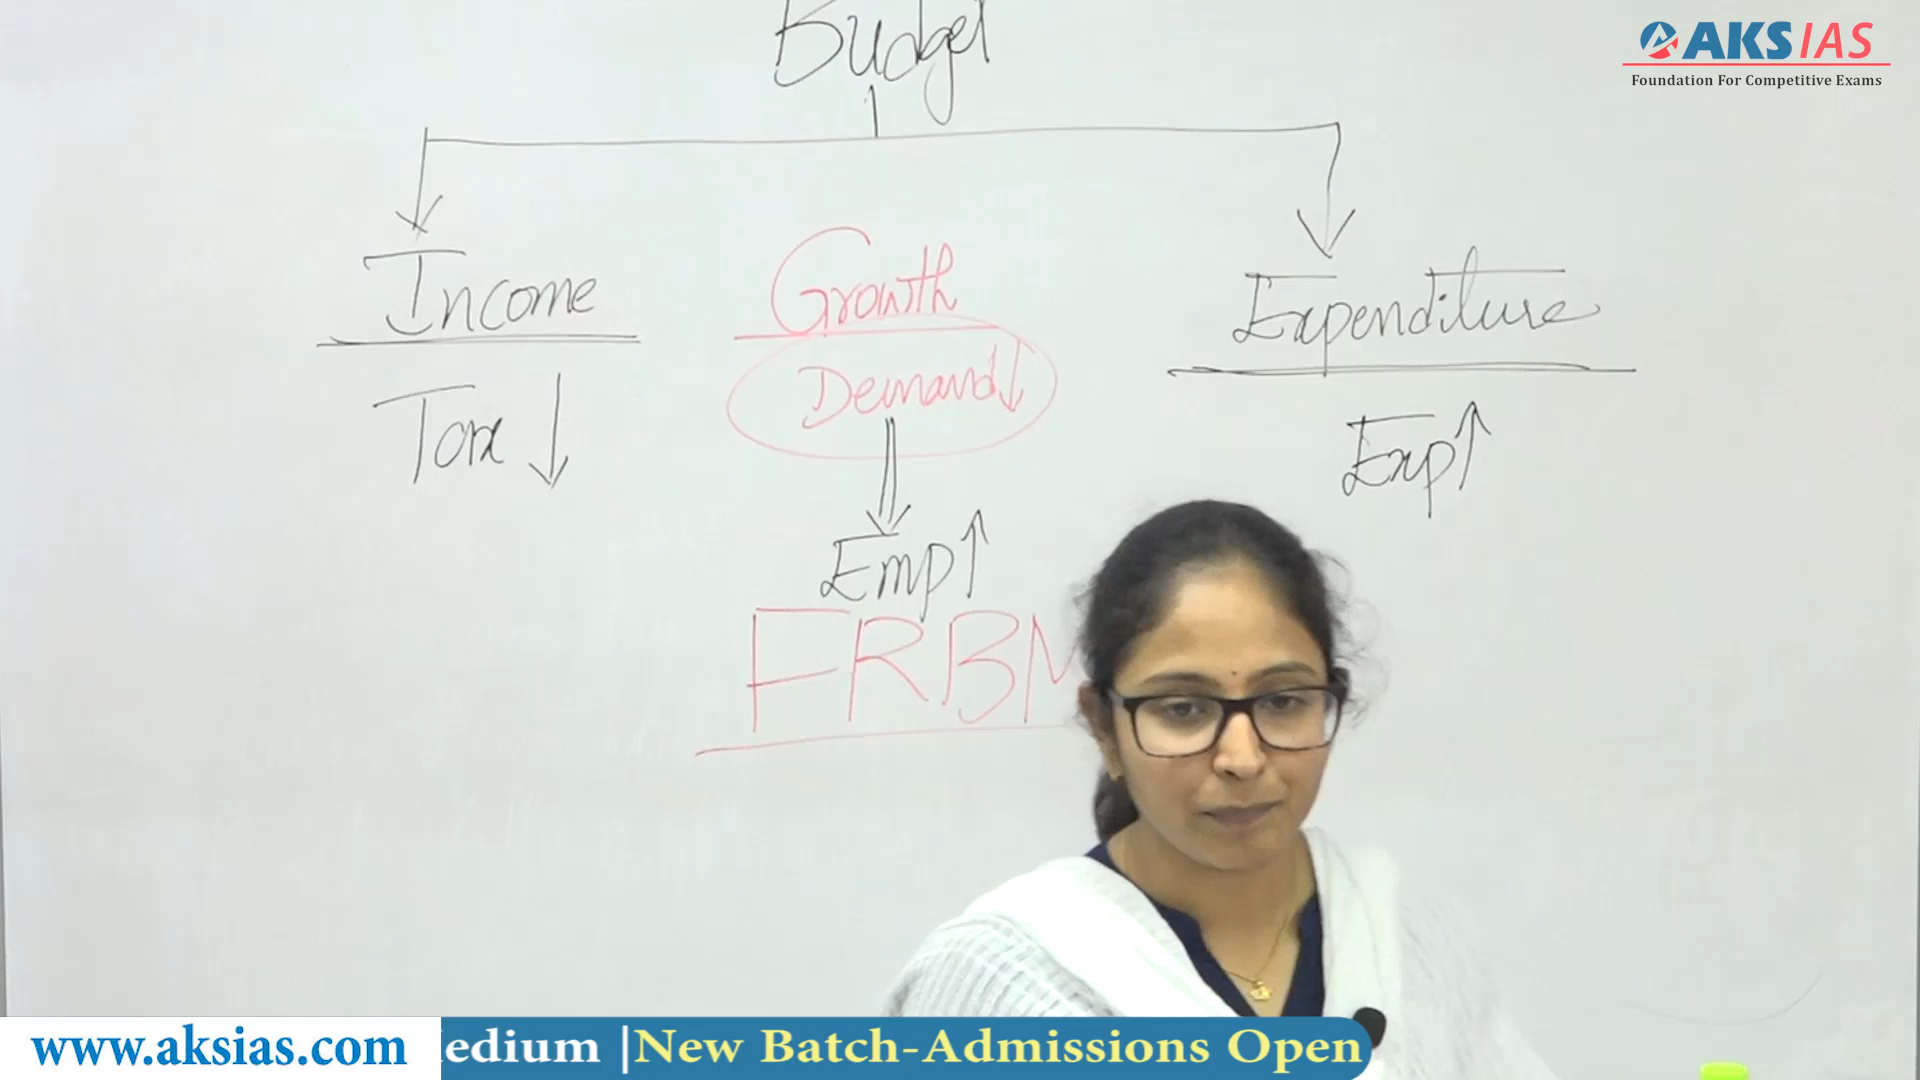 Budget
AKS IAS
Foundation For Competitive Exams
Income
Growth
Expenditure
Tax ↓
Demand ↓
Exp ↑
Emp ↑
FRBM
www.aksias.com
edium | New Batch-Admissions Open